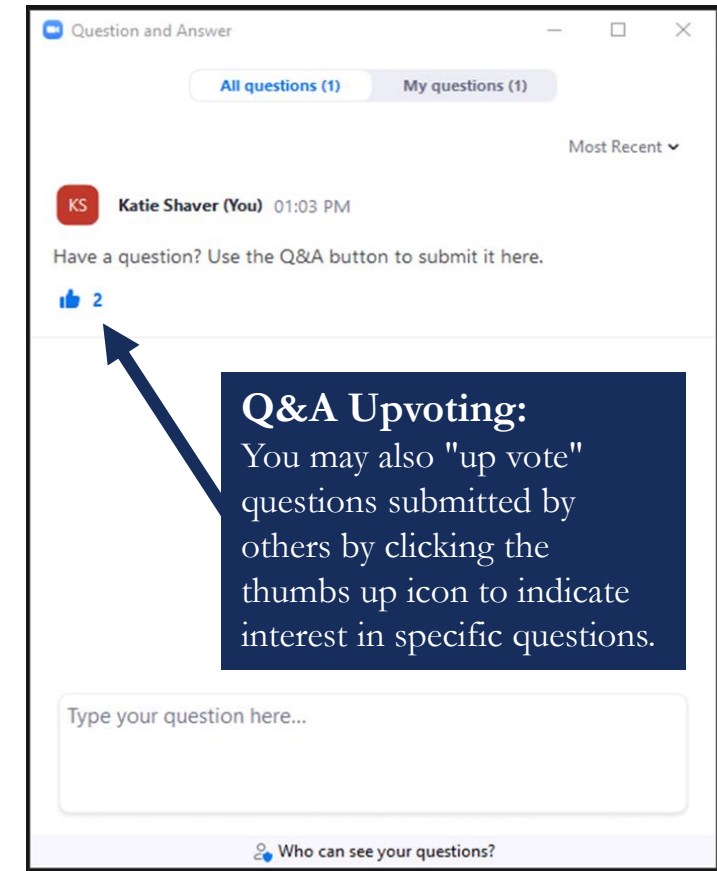 Question and Answer
All questions (1) My questions (1)
Most Recent
KS Katie Shaver (You) 01:03 PM
Have a question? Use the Q&A button to submit it here.
2
Q&A Upvoting:
You may also "up vote"
questions submitted by
others by clicking the
thumbs up icon to indicate
interest in specific questions.
Type your question here...
Who can see your questions?